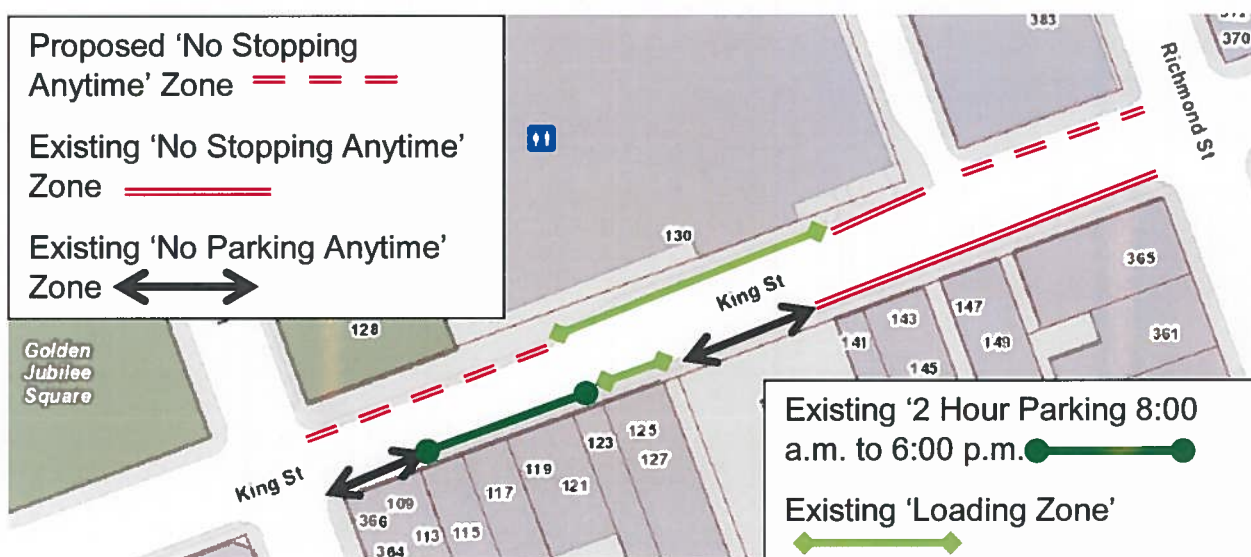 Proposed 'No Stopping
Anytime' Zone
Existing 'No Stopping Anytime'
Zone
Existing 'No Parking Anytime'
Zone
383
370
Richmond St
130
King St
128
Golden
Jubilee
Square
365
147
143
149
361
141
145
Existing '2 Hour Parking 8:00
a.m. to 6:00 p.m.
Existing 'Loading Zone'
123
125
127
119
121
117
King St
109
366
113
115
364